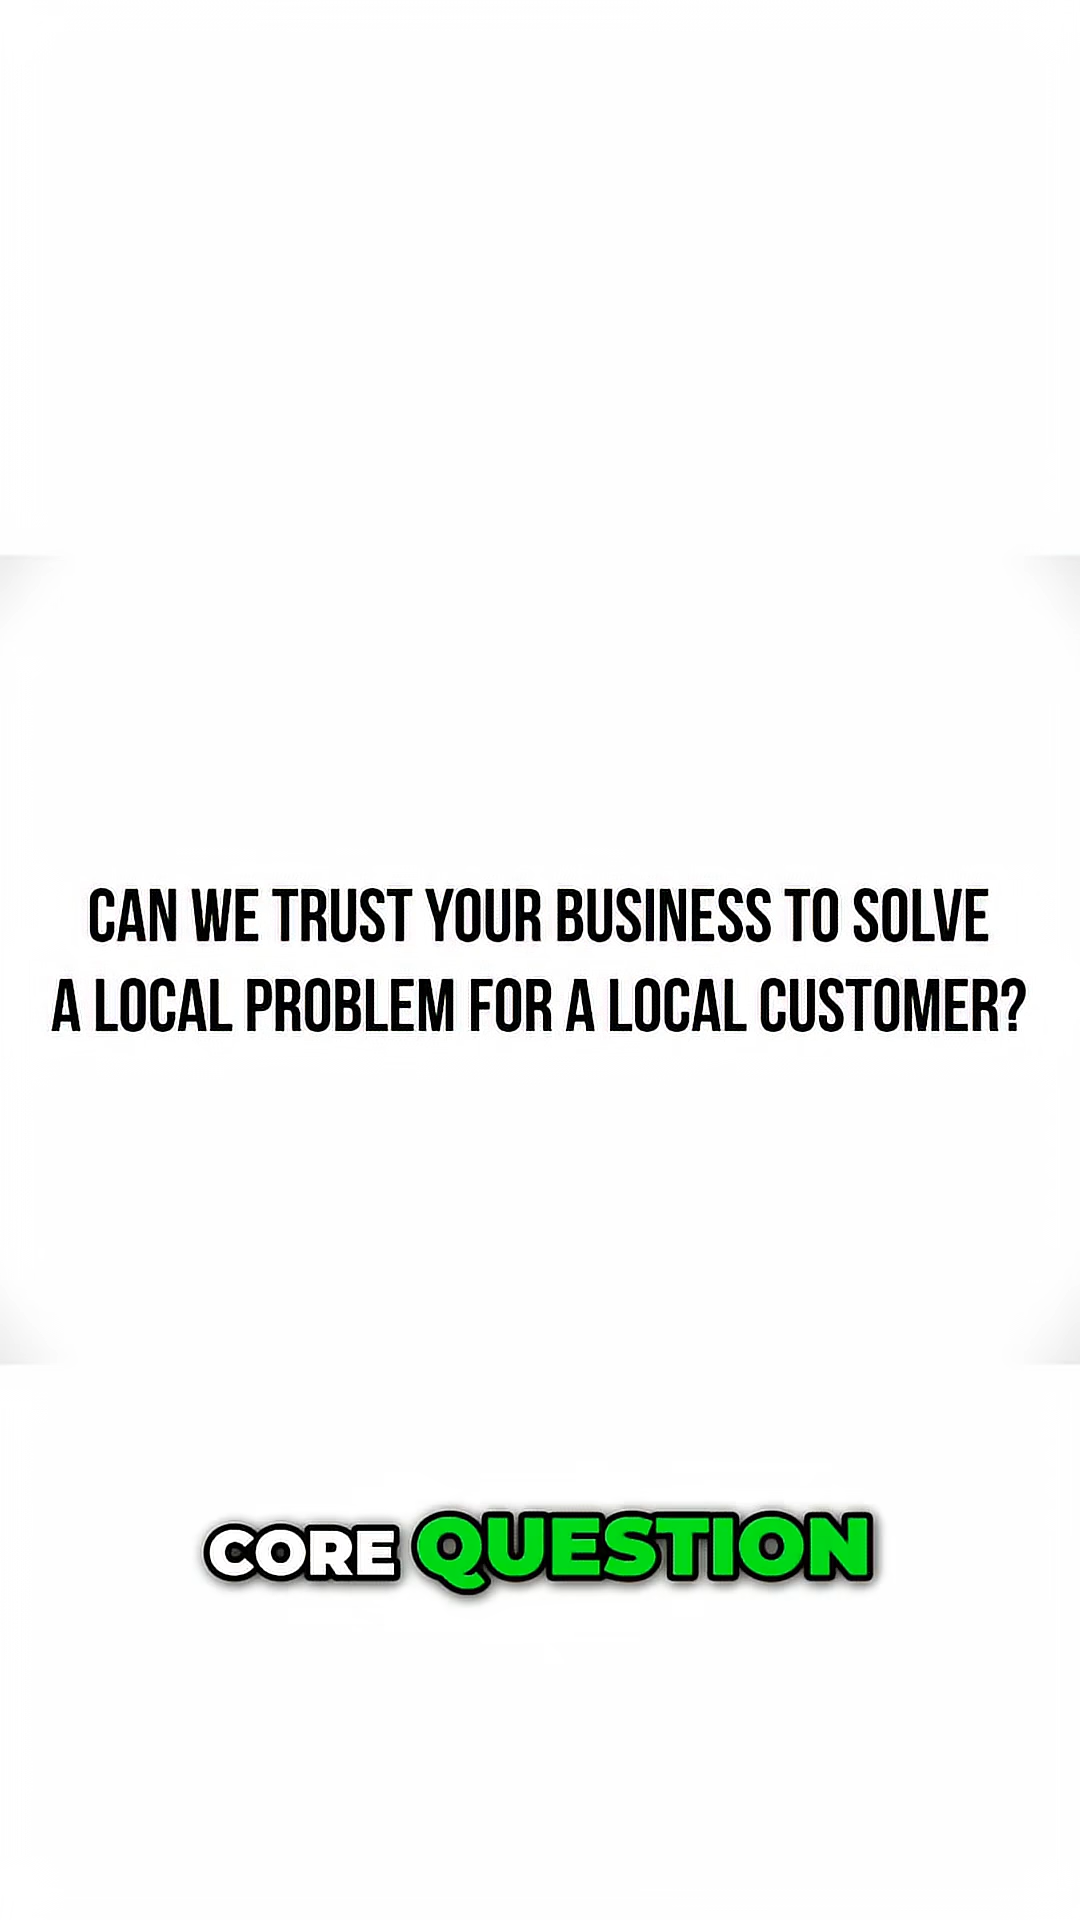 CAN WE TRUST YOUR BUSINESS TO SOLVE
A LOCAL PROBLEM FOR A LOCAL CUSTOMER?
CORE QUESTION